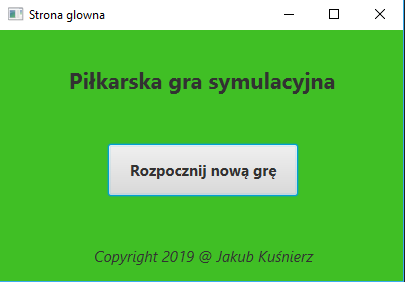 Strona glowna
Piłkarska gra symulacyjna
Rozpocznij nową grę
Copyright 2019 @ Jakub Kuśnierz